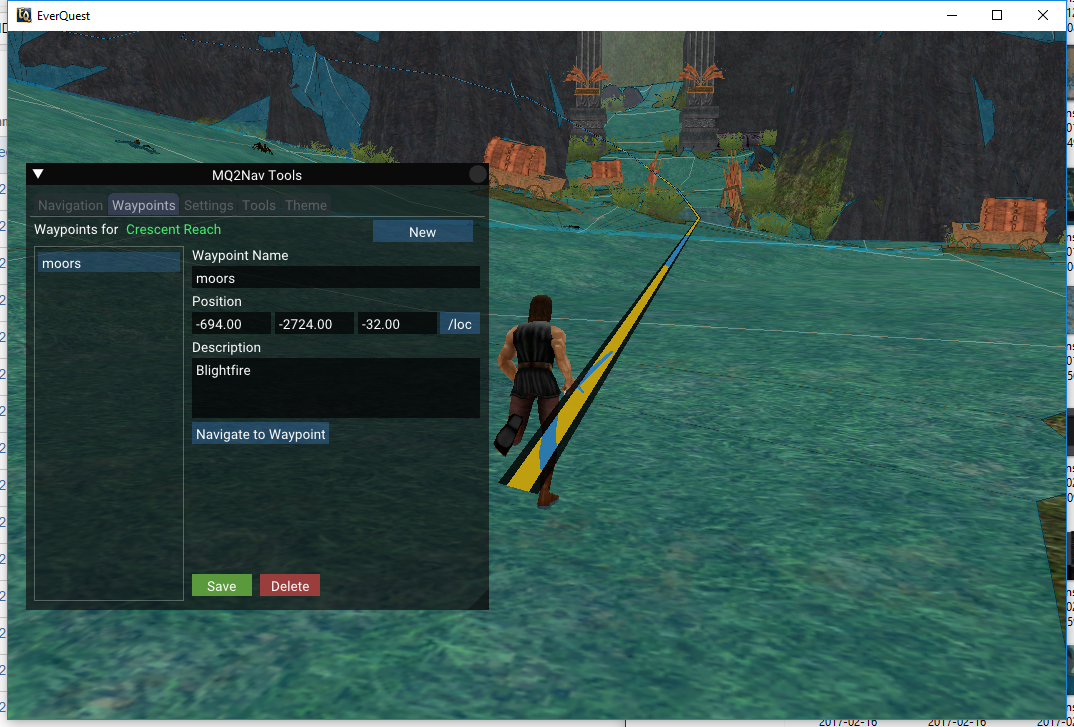 EverQuest
MQ2Nav Tools
Navigation Waypoints Settings Tools Theme
Waypoints for Crescent Reach
New
moors
Waypoint Name
moors
Position
-694.00 -2724.00 -32.00 /loc
Description
Blightfire
Navigate to Waypoint
Save Delete
2017-02-16 2017-02-16 2017-02